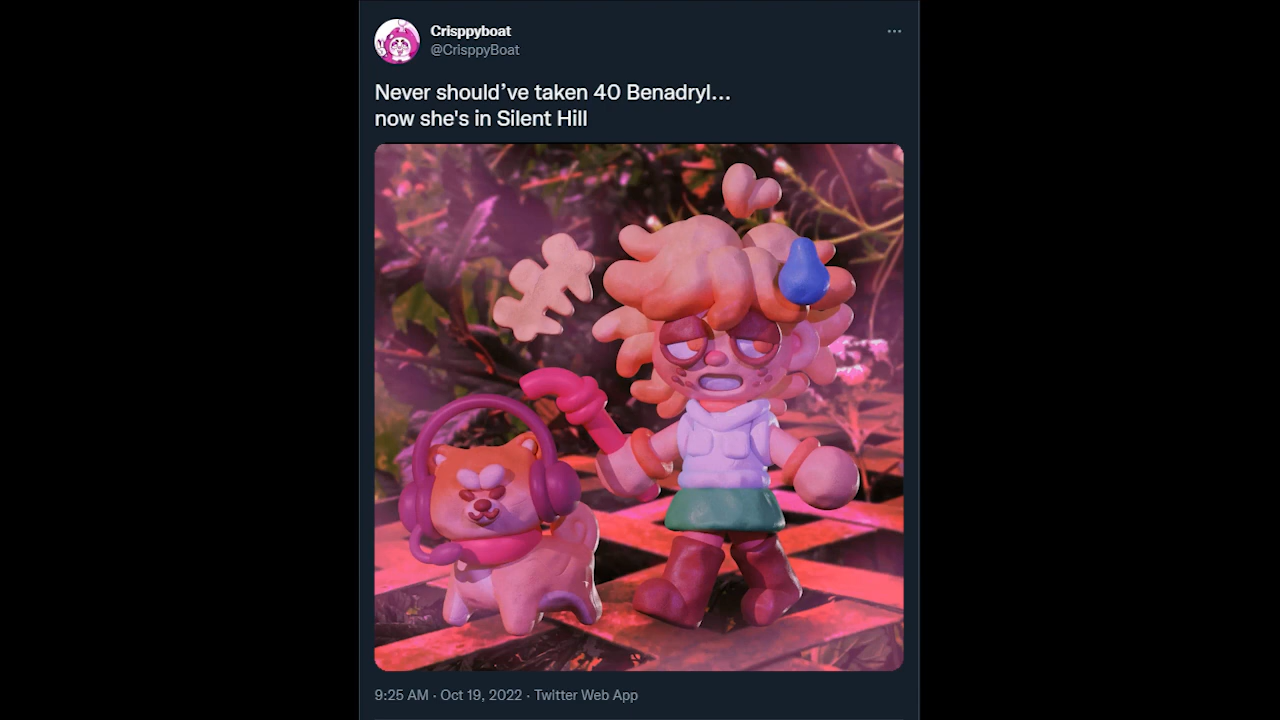 Crisppyboat
@CrisppyBoat
Never should've taken 40 Benadryl...
now she's in Silent Hill
9:25 AM · Oct 19, 2022 · Twitter Web App